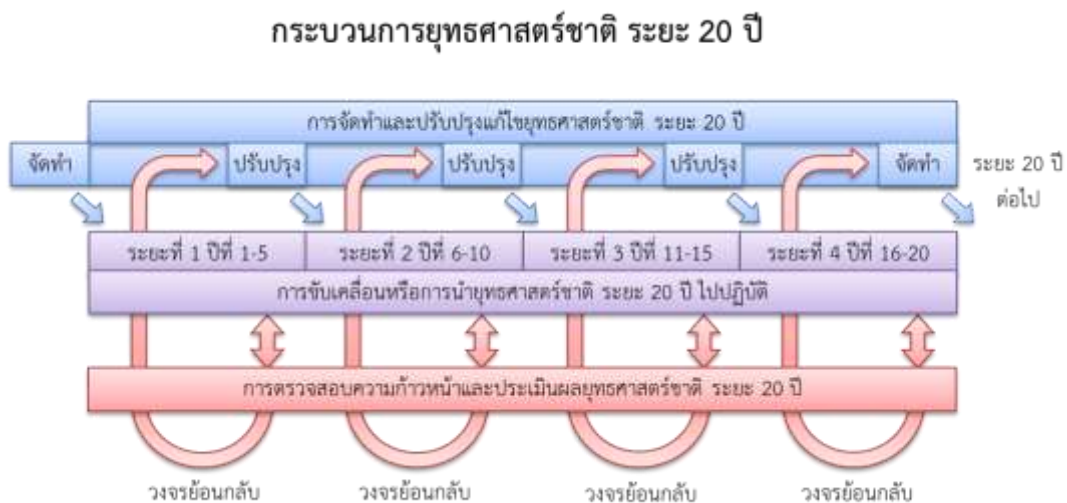 กระบวนการยุทธศาสตร์ชาติ ระยะ 20 ปี
การจัดทำและปรับปรุงแก้ไขยุทธศาสตร์ชาติ ระยะ 20 ปี
จัดทำ ปรับปรุง ปรับปรุง ปรับปรุง จัดทำ ระยะ 20 ปี
ต่อไป
ระยะที่ 1 ปีที่ 1-5 ระยะที่ 2 ปีที่ 6-10 ระยะที่ 3 ปีที่ 11-15 ระยะที่ 4 ปีที่ 16-20
การขับเคลื่อนหรือการนำยุทธศาสตร์ชาติ ระยะ 20 ปี ไปปฏิบัติ
การตรวจสอบความก้าวหน้าและประเมินผลยุทธศาสตร์ชาติ ระยะ 20 ปี
วงจรย้อนกลับ วงจรย้อนกลับ วงจรย้อนกลับ วงจรย้อนกลับ